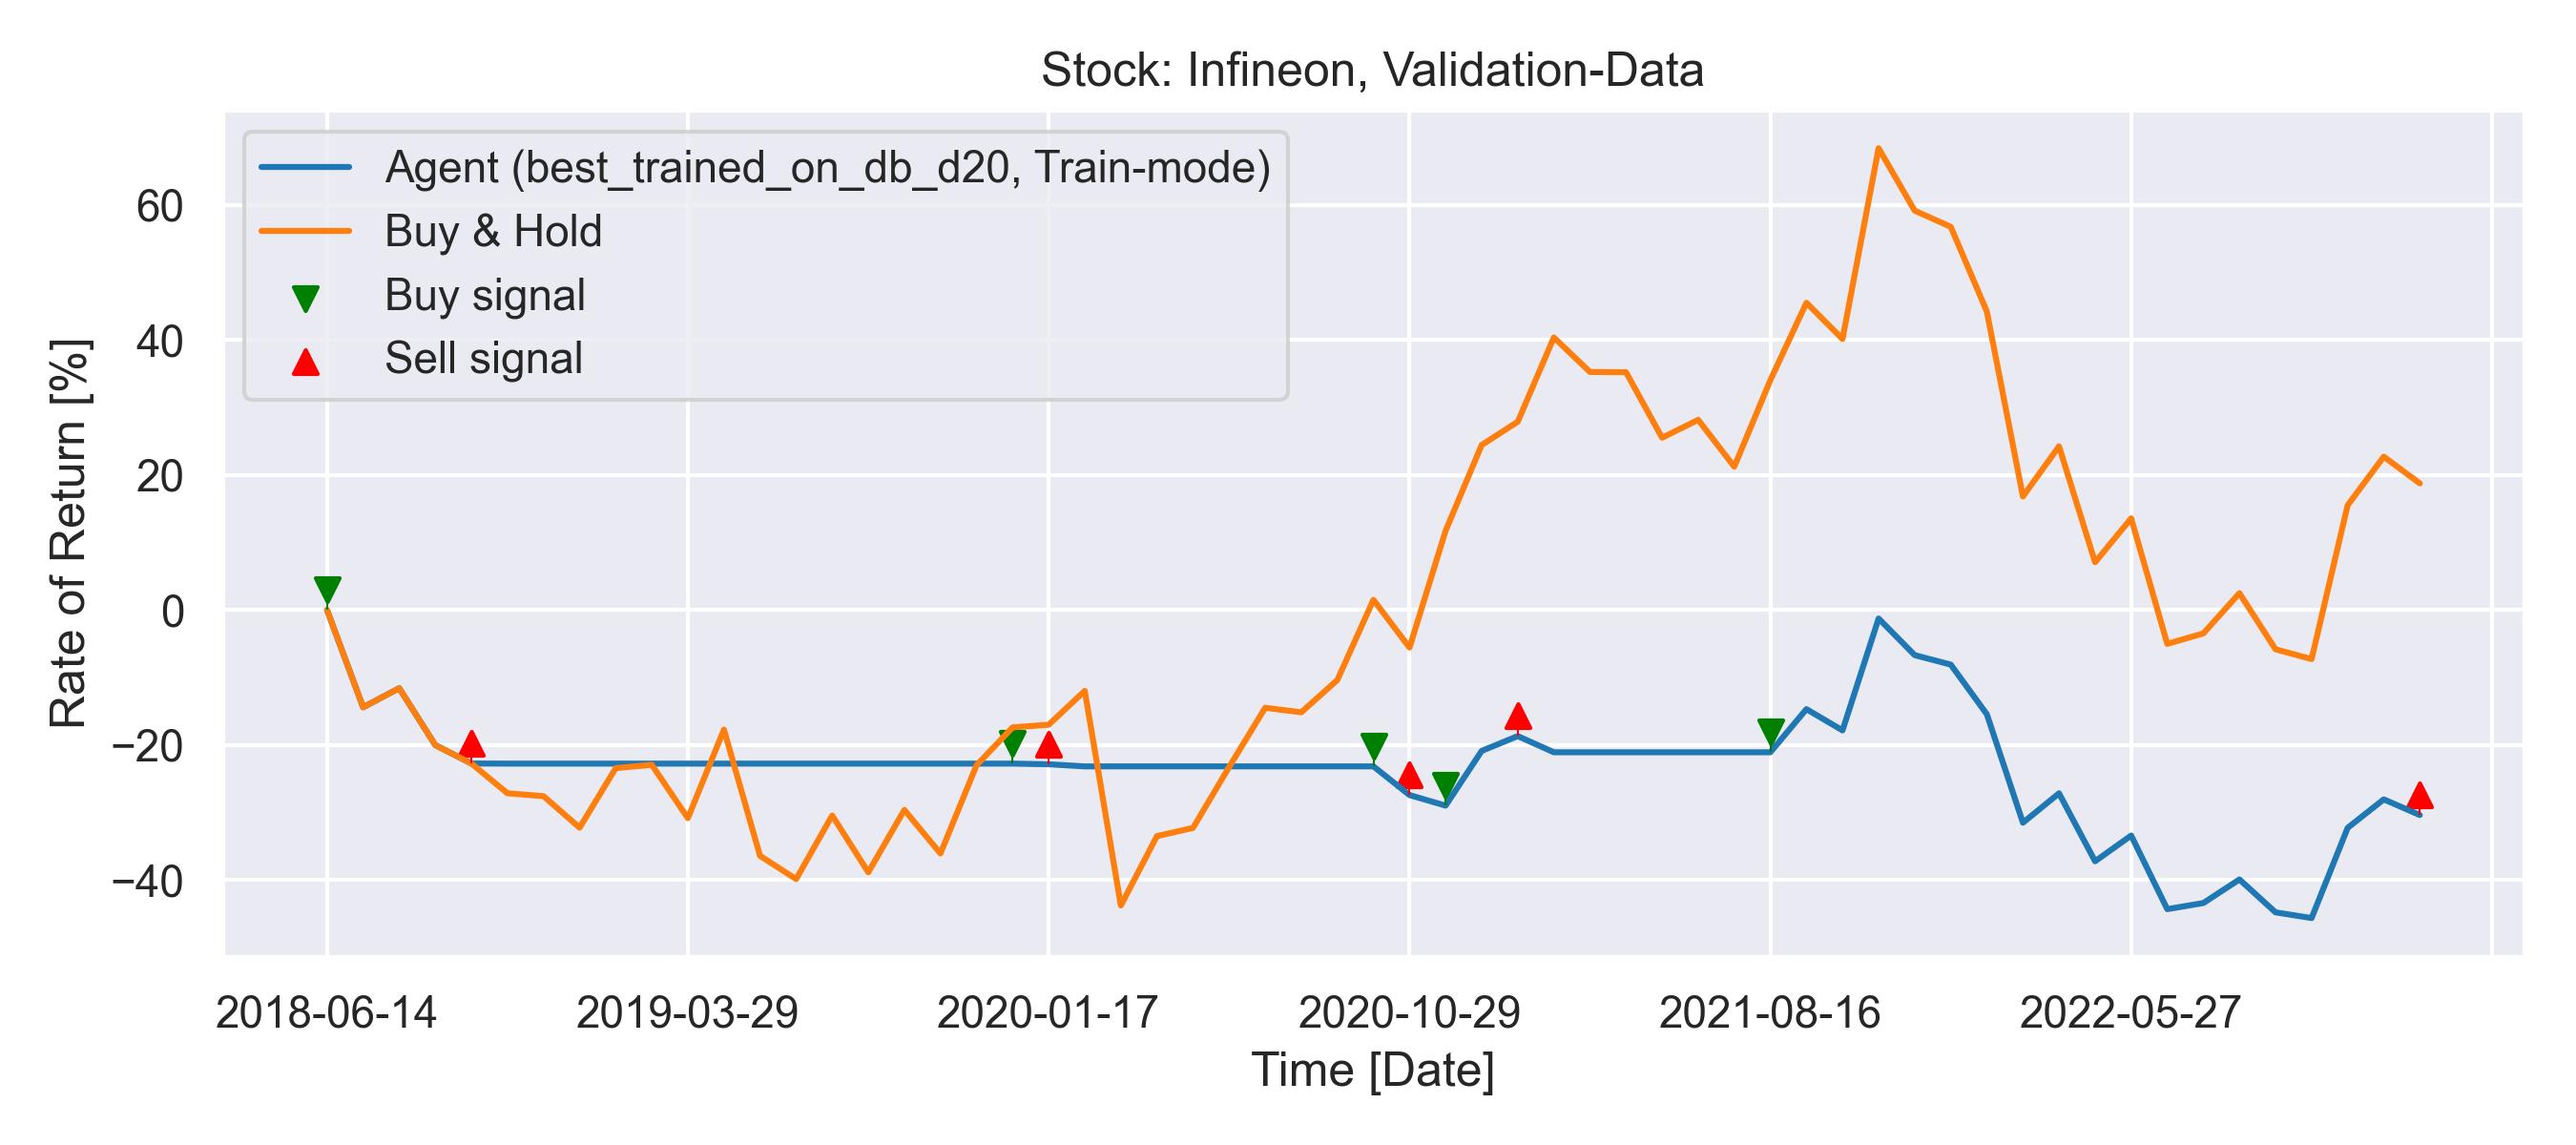 Stock: Infineon, Validation-Data
Agent (best_trained_on_db_d20, Train-mode)
Buy & Hold
Buy signal
Sell signal
Rate of Return [%]
60
40
20
0
−20
−40
2018-06-14
2019-03-29
2020-01-17
2020-10-29
2021-08-16
2022-05-27
Time [Date]